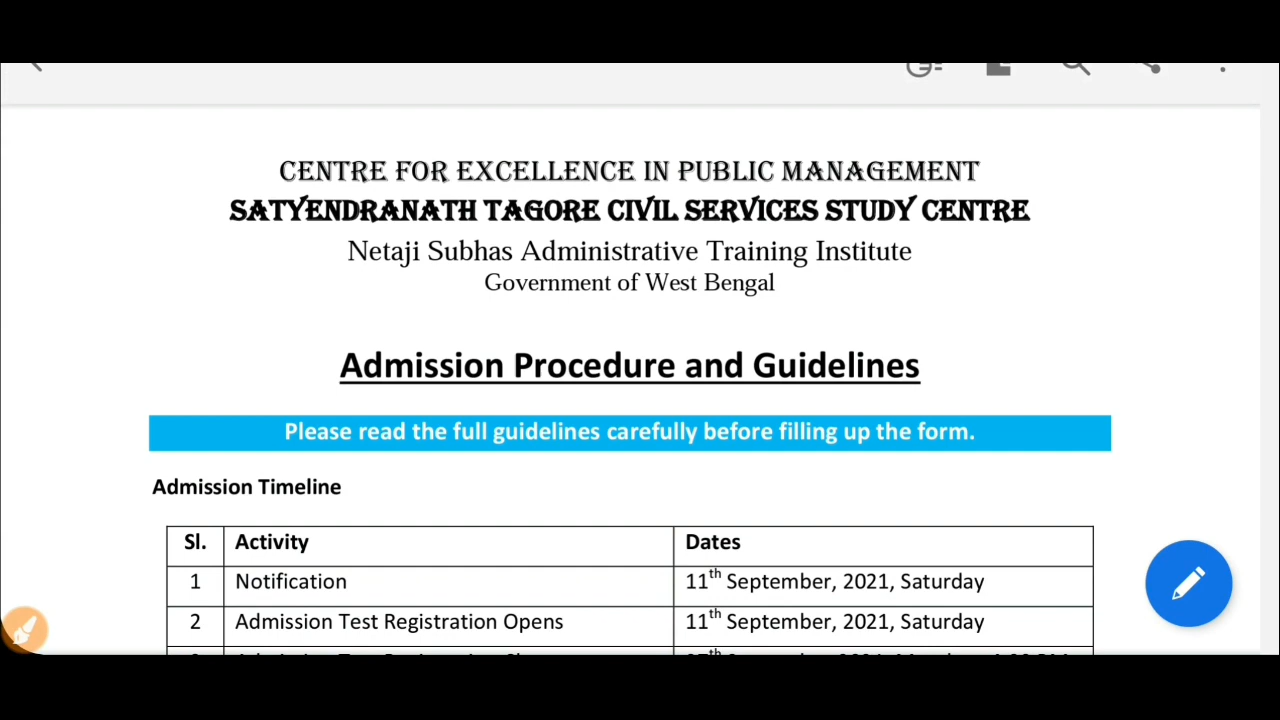 CENTRE FOR EXCELLENCE IN PUBLIC MANAGEMENT
SATYENDRANATH TAGORE CIVIL SERVICES STUDY CENTRE
Netaji Subhas Administrative Training Institute
Government of West Bengal
Admission Procedure and Guidelines
Please read the full guidelines carefully before filling up the form.
Admission Timeline
Sl. Activity Dates
1 Notification 11th September, 2021, Saturday
2 Admission Test Registration Opens 11th September, 2021, Saturday